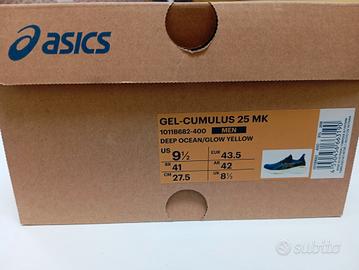 asics
GEL-CUMULUS 25 MK
1011B682-400 MEN
DEEP OCEAN/GLOW YELLOW
US 9½ EUR 43.5
BR 41 AR 42
CM 27.5 UK 8½
subito